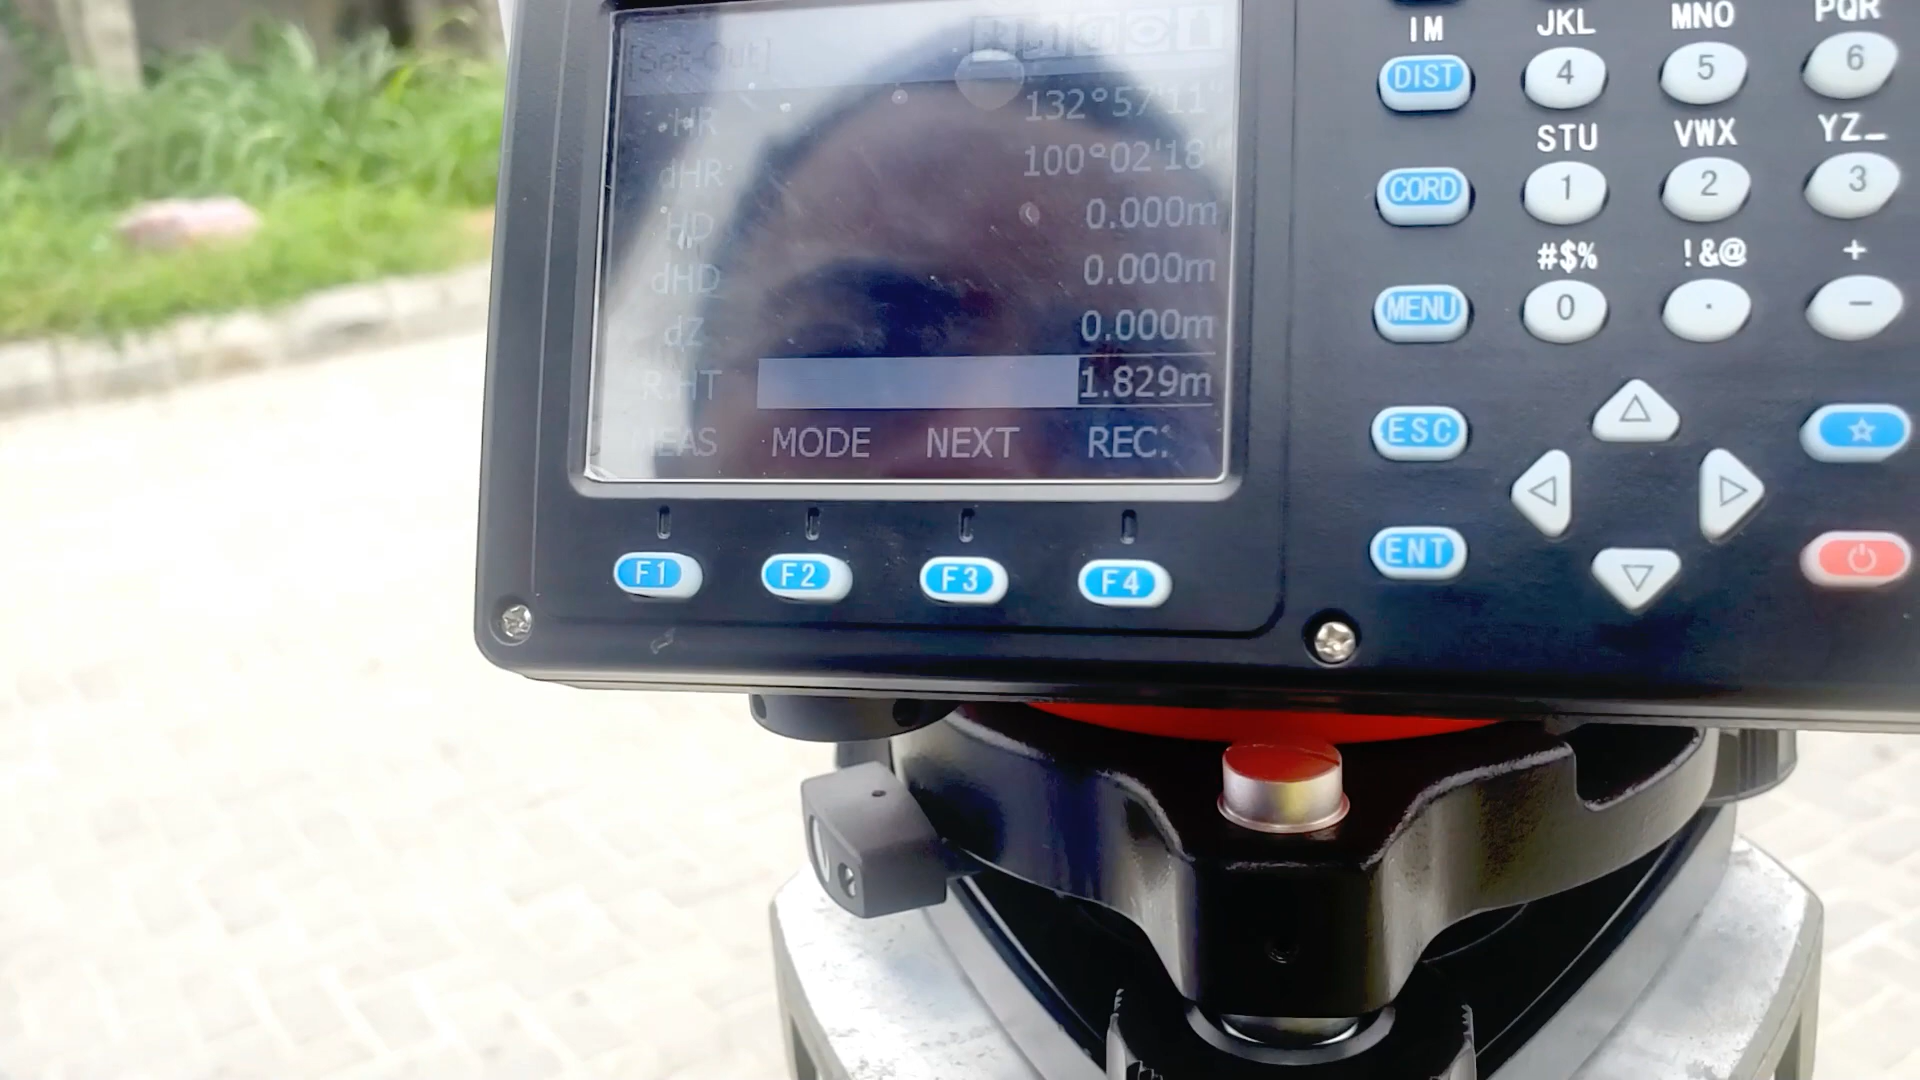 [Set-Out]
HR 132°57'11"
dHR 100°02'18"
HD 0.000m
dHD 0.000m
dZ 0.000m
R.HT 1.829m
MEAS MODE NEXT REC
F1 F2 F3 F4
IM JKL MNO PQR
DIST 4 5 6
STU VWX YZ_
CORD 1 2 3
#$% !&@ +
MENU 0 . -
ESC
ENT